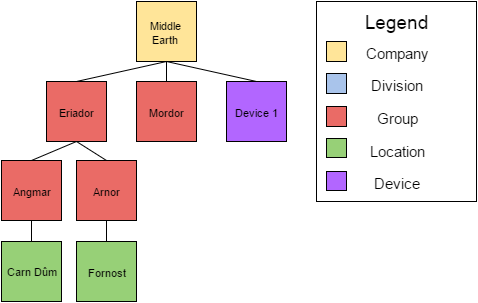 Middle
Earth
Eriador
Mordor
Device 1
Angmar
Arnor
Carn Dûm
Fornost
Legend
Company
Division
Group
Location
Device